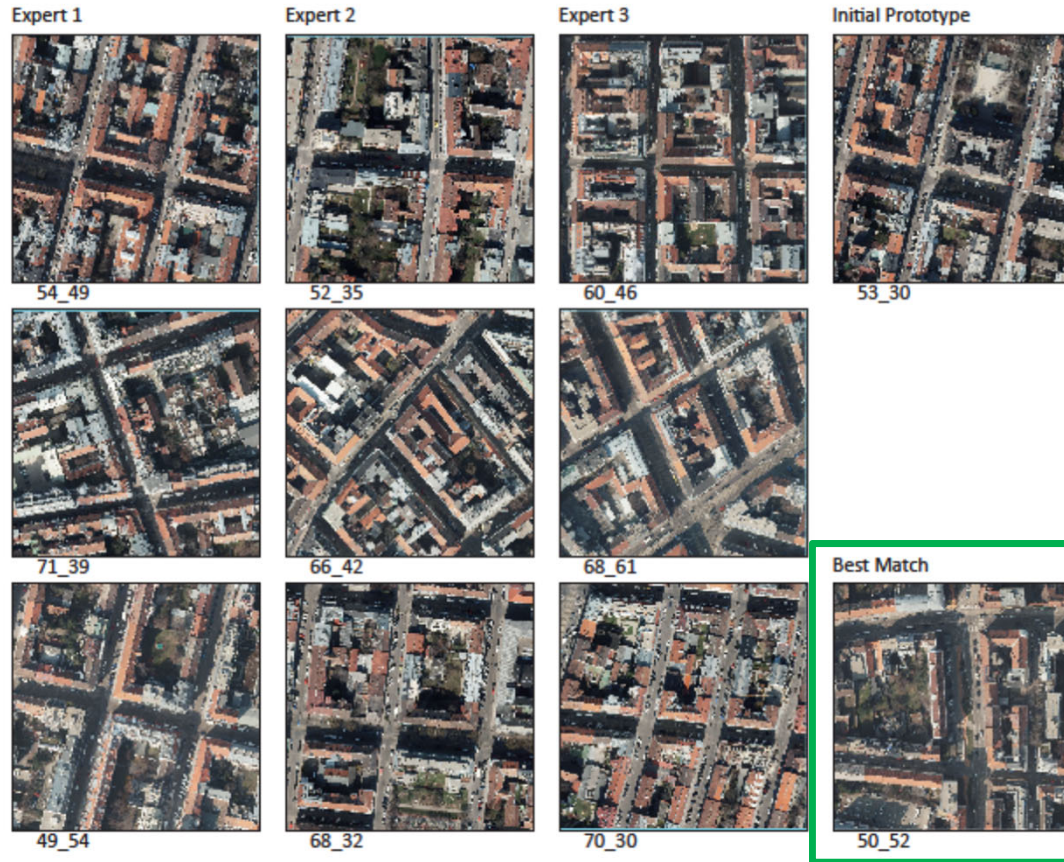 Expert 1 Expert 2 Expert 3 Initial Prototype
54_49 52_35 60_46 53_30
71_39 66_42 68_61
Best Match
49_54 68_32 70_30 50_52